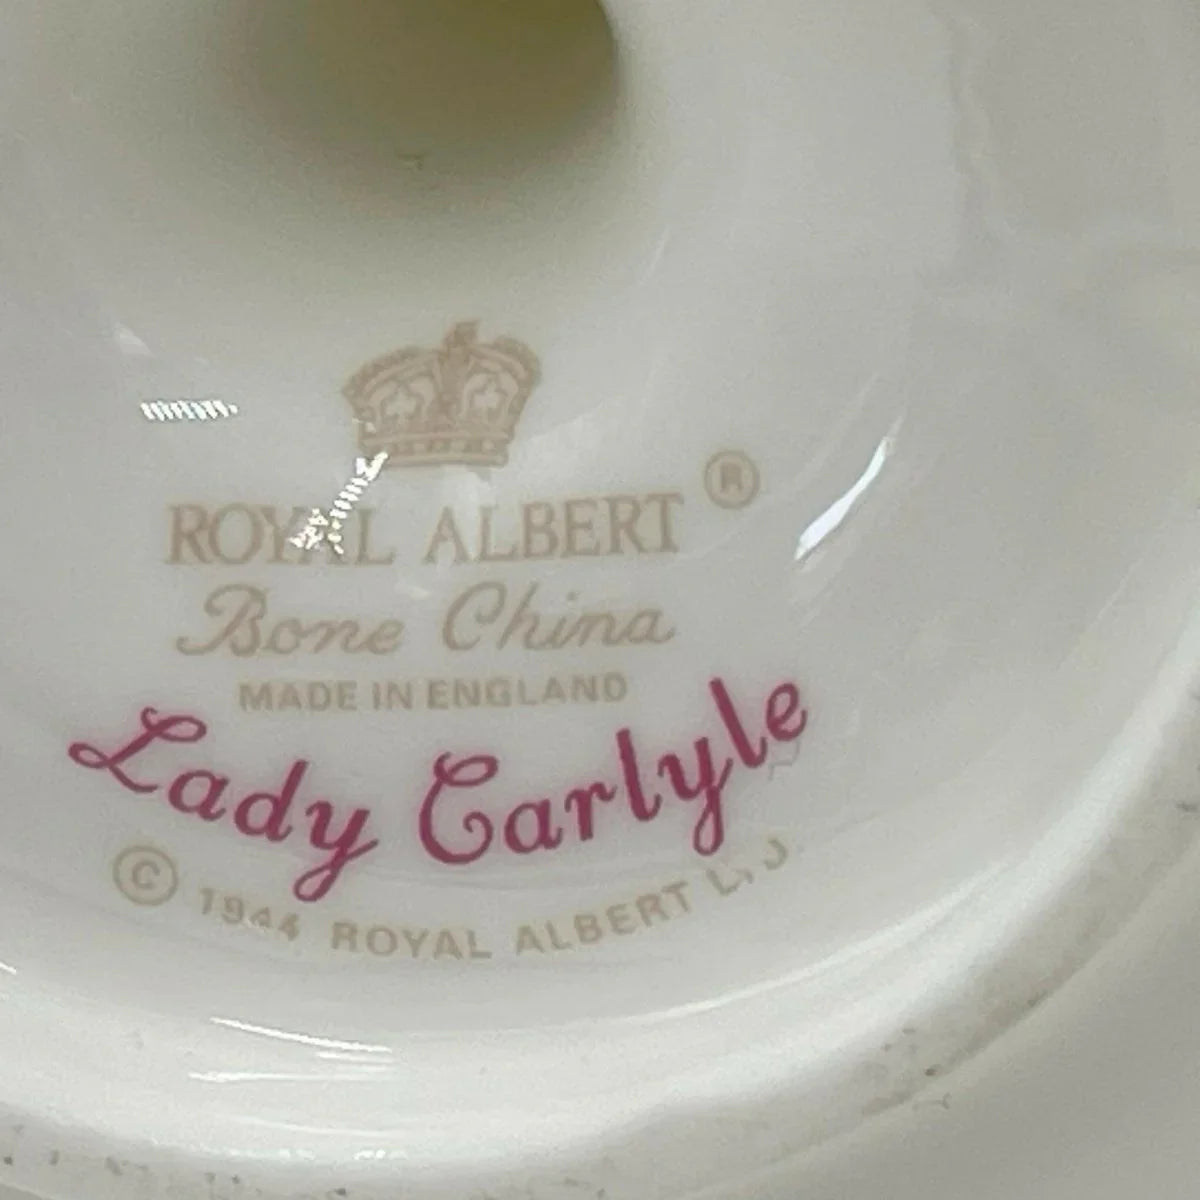 ROYAL ALBERT ®
Bone China
MADE IN ENGLAND
Lady Carlyle
© 1944 ROYAL ALBERT